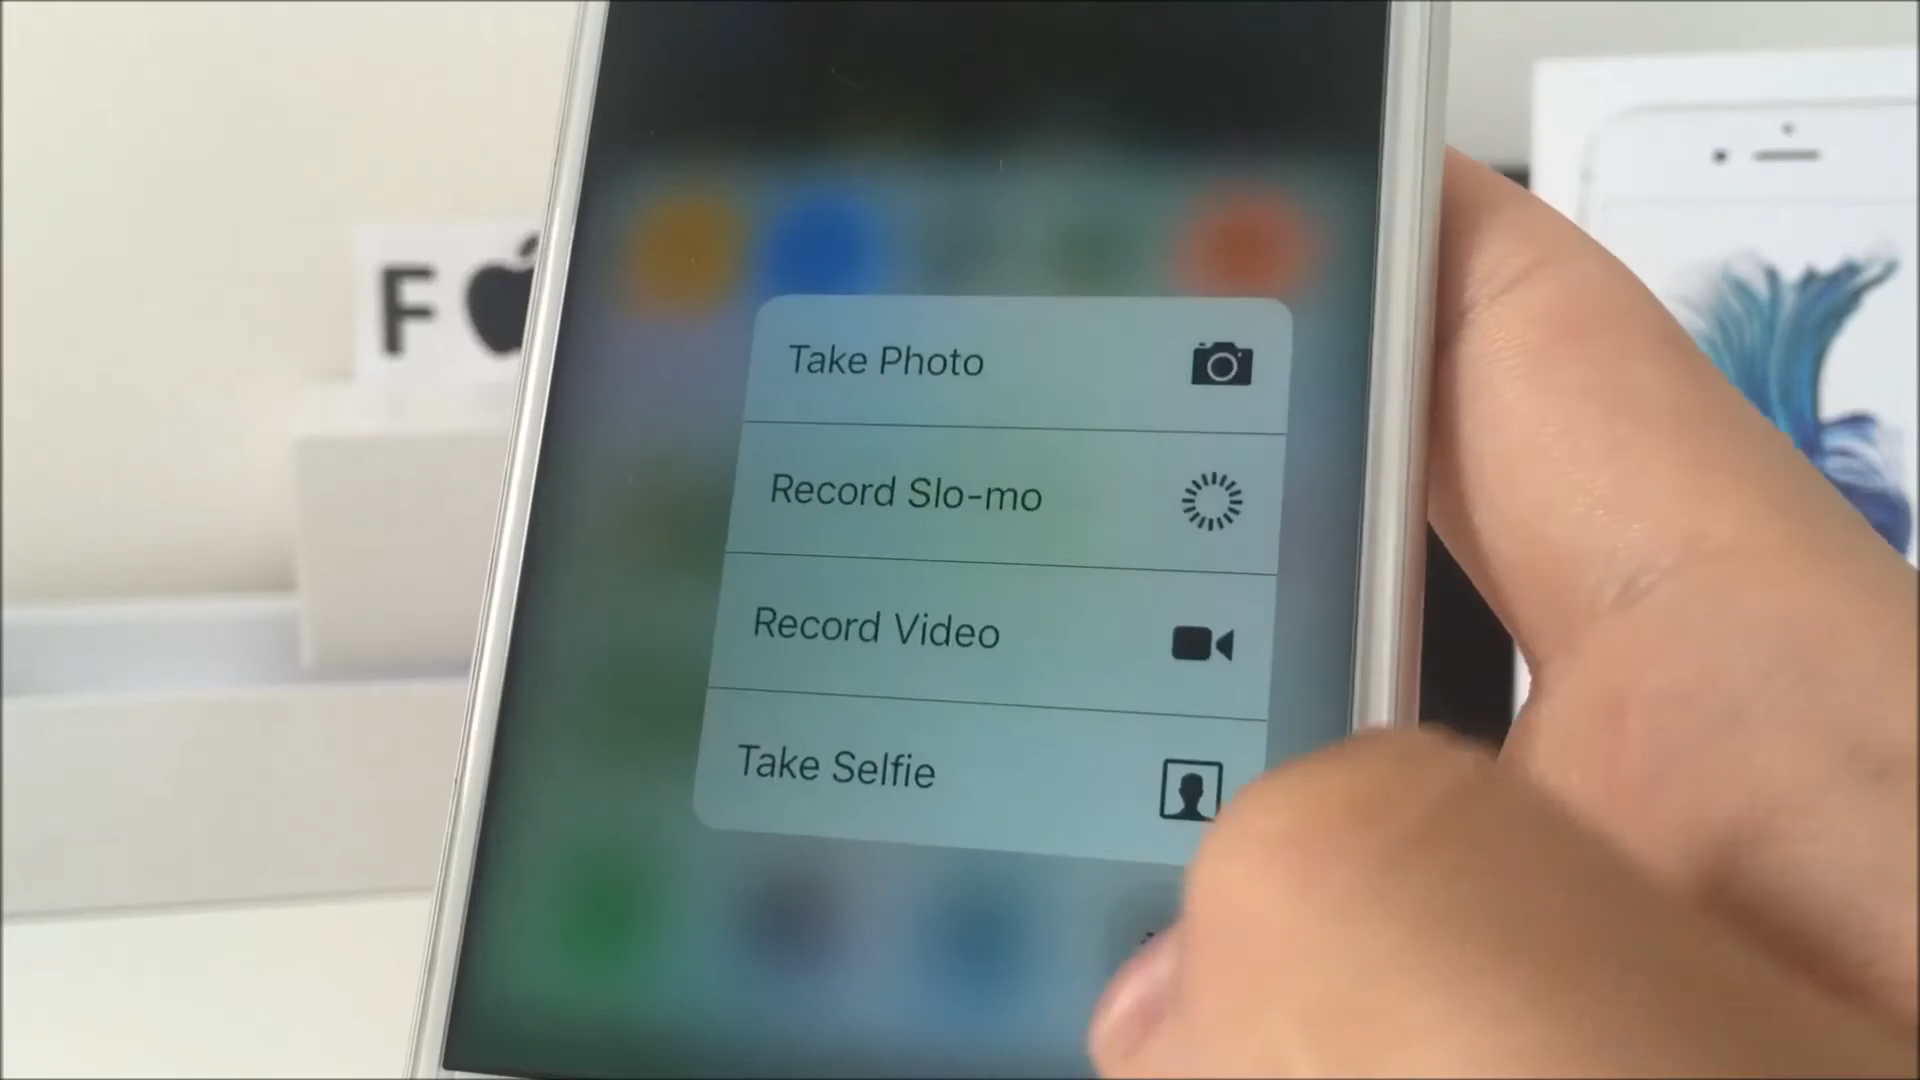 F
Take Photo
Record Slo-mo
Record Video
Take Selfie